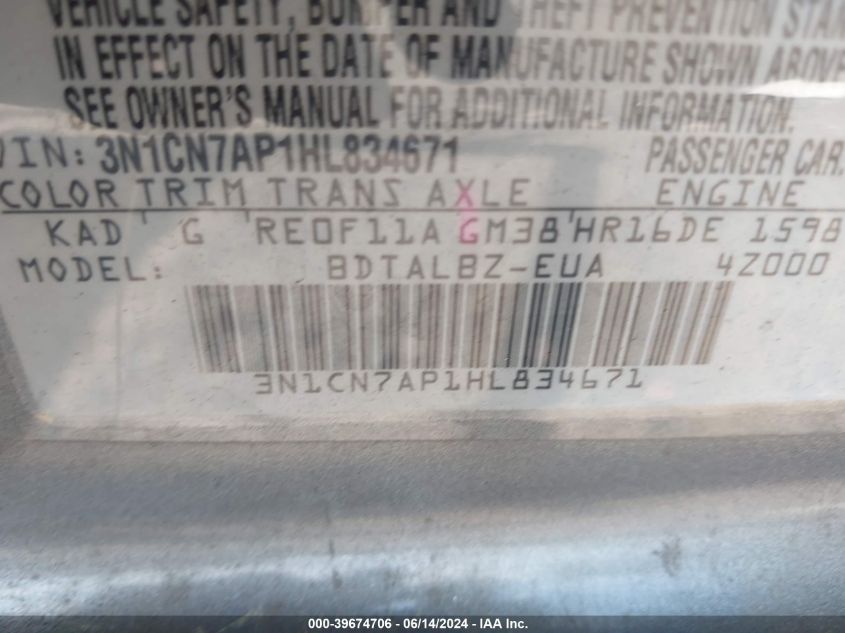 VEHICLE SAFETY, BUMPER AND THEFT PREVENTION STAN
IN EFFECT ON THE DATE OF MANUFACTURE SHOWN ABOVE
SEE OWNER'S MANUAL FOR ADDITIONAL INFORMATION.
VIN: 3N1CN7AP1HL834671 PASSENGER CAR.
COLOR TRIM TRANS AXLE ENGINE
KAD G RE0F11A GM38 HR16DE 1598
MODEL: BDTALBZ-EUA 4Z000
3N1CN7AP1HL834671
000-39674706 - 06/14/2024 - IAA Inc.